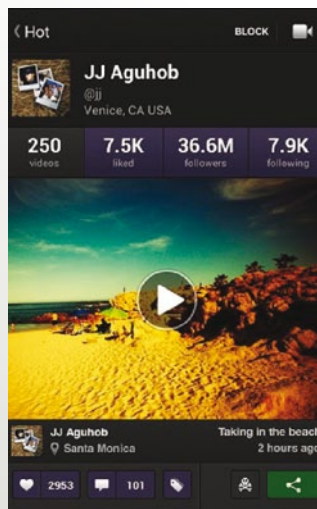 Hot
BLOCK
JJ Aguhob
@jj
Venice, CA USA
250 7.5K 36.6M 7.9K
videos liked followers following
JJ Aguhob Taking in the beach
Santa Monica 2 hours ago
2953 101